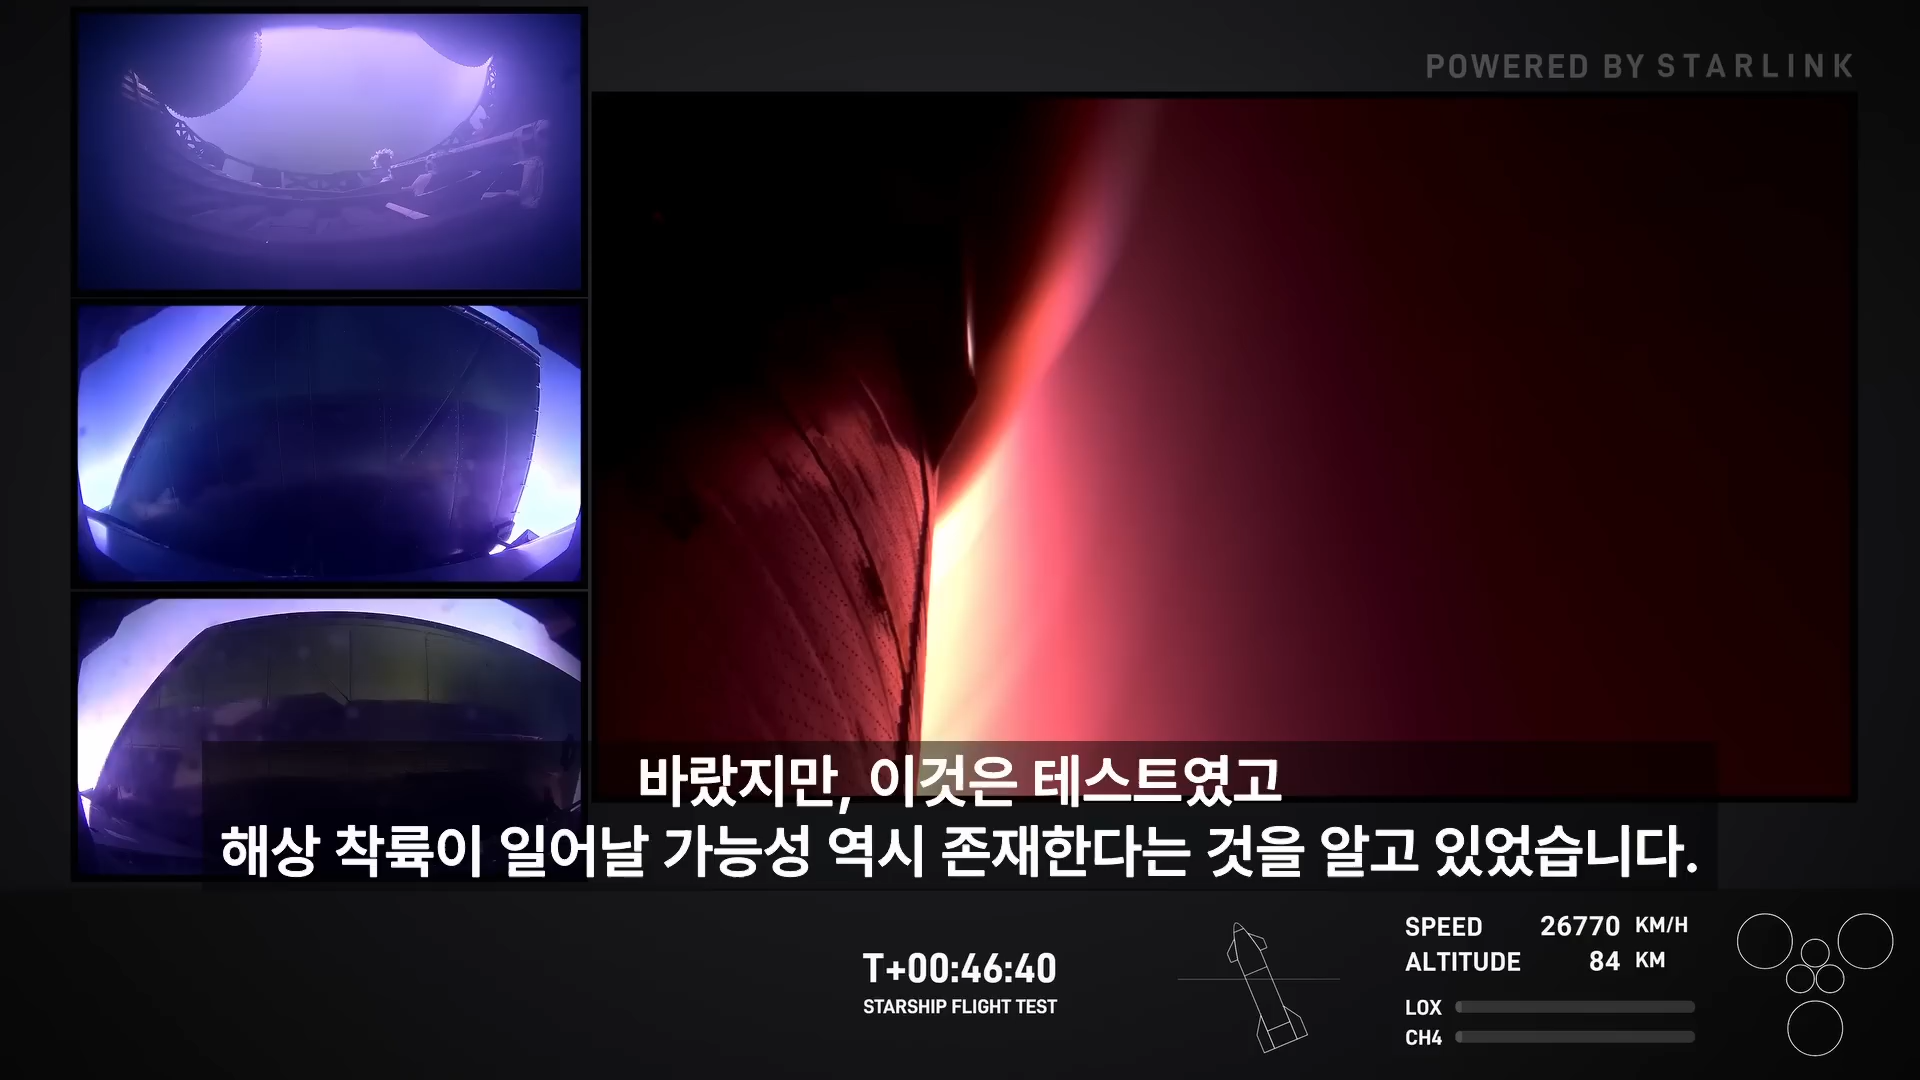 POWERED BY STARLINK
바랐지만, 이것은 테스트였고
해상 착륙이 일어날 가능성 역시 존재한다는 것을 알고 있었습니다.
T+00:46:40
STARSHIP FLIGHT TEST
SPEED 26770 KM/H
ALTITUDE 84 KM
LOX
CH4